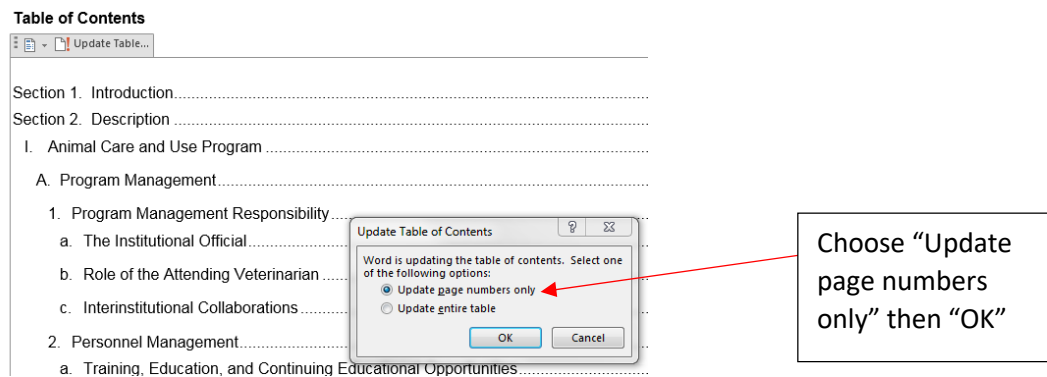 Table of Contents
Update Table...
Section 1. Introduction
Section 2. Description
I. Animal Care and Use Program
A. Program Management
1. Program Management Responsibility
a. The Institutional Official
b. Role of the Attending Veterinarian
c. Interinstitutional Collaborations
2. Personnel Management
a. Training, Education, and Continuing Educational Opportunities
Update Table of Contents
Word is updating the table of contents. Select one
of the following options:
Update page numbers only
Update entire table
OK Cancel
Choose “Update
page numbers
only” then “OK”